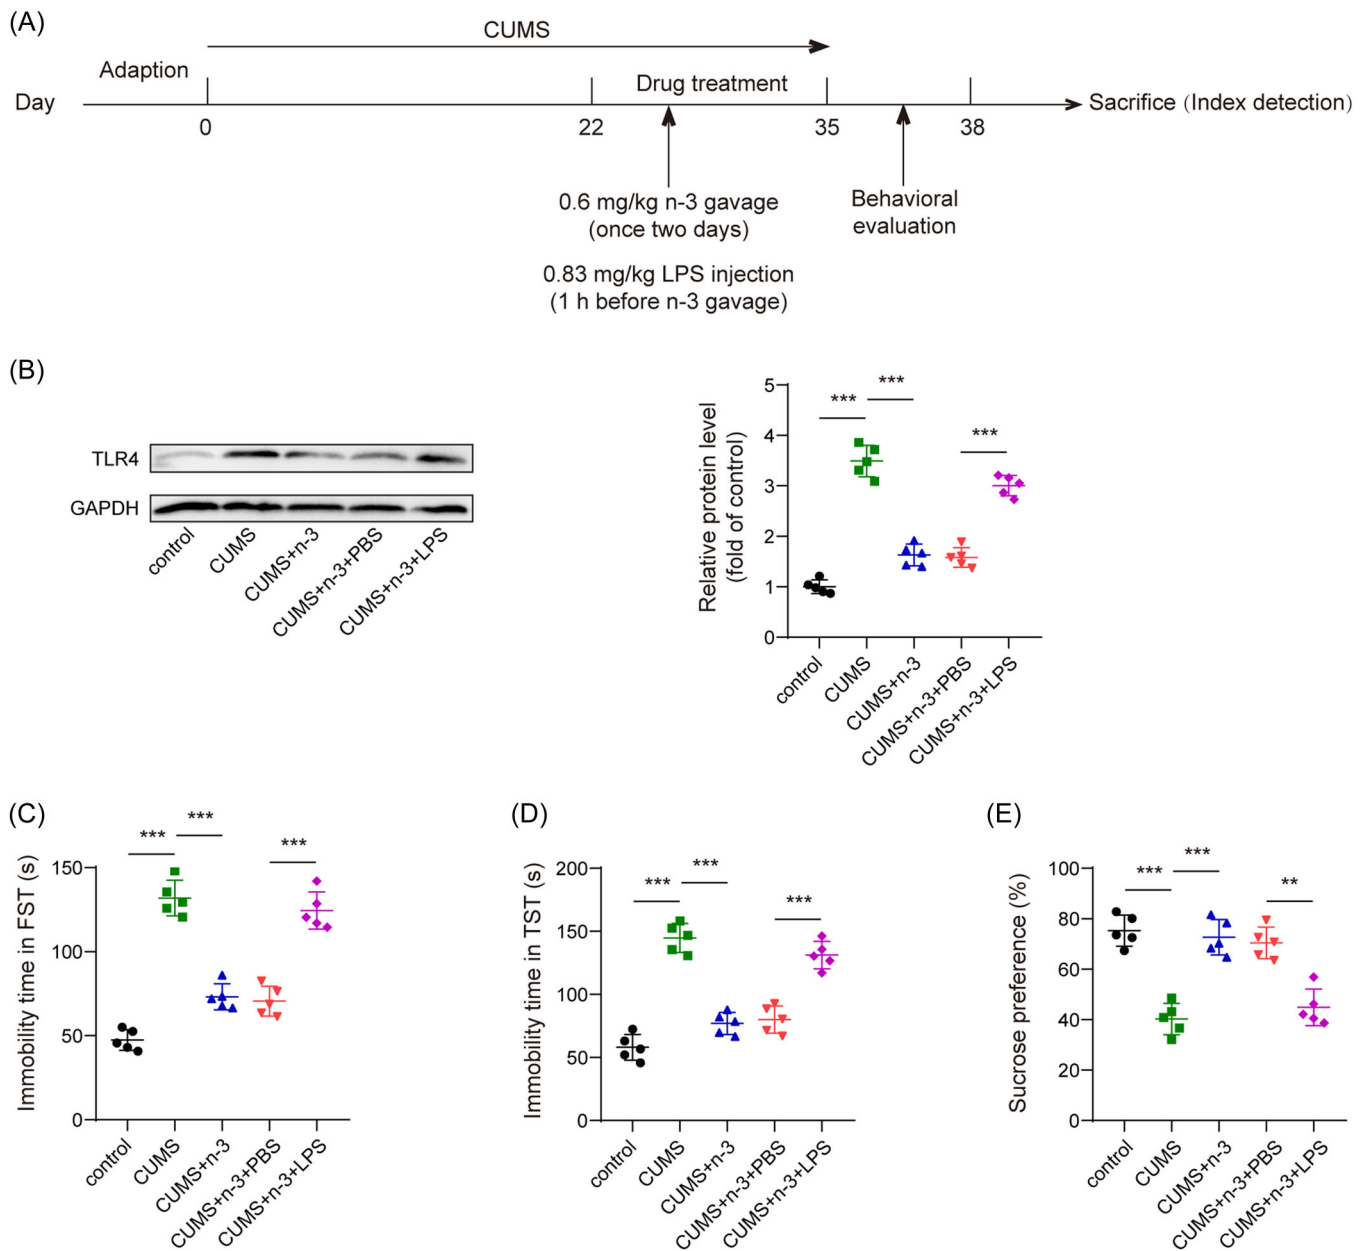 (A)
CUMS
Adaption
Drug treatment
Day
Sacrifice (Index detection)
0
22
35
38
0.6 mg/kg n-3 gavage
(once two days)
Behavioral
evaluation
0.83 mg/kg LPS injection
(1 h before n-3 gavage)
(B)
TLR4
GAPDH
control
CUMS
CUMS+n-3
CUMS+n-3+PBS
CUMS+n-3+LPS
Relative protein level
(fold of control)
5
4
3
2
1
0
***
***
***
control
CUMS
CUMS+n-3
CUMS+n-3+PBS
CUMS+n-3+LPS
(C)
Immobility time in FST (s)
150
100
50
0
***
***
***
control
CUMS
CUMS+n-3
CUMS+n-3+PBS
CUMS+n-3+LPS
(D)
Immobility time in TST (s)
200
150
100
50
0
***
***
***
control
CUMS
CUMS+n-3
CUMS+n-3+PBS
CUMS+n-3+LPS
(E)
Sucrose preference (%)
100
80
60
40
20
0
***
***
**
control
CUMS
CUMS+n-3
CUMS+n-3+PBS
CUMS+n-3+LPS